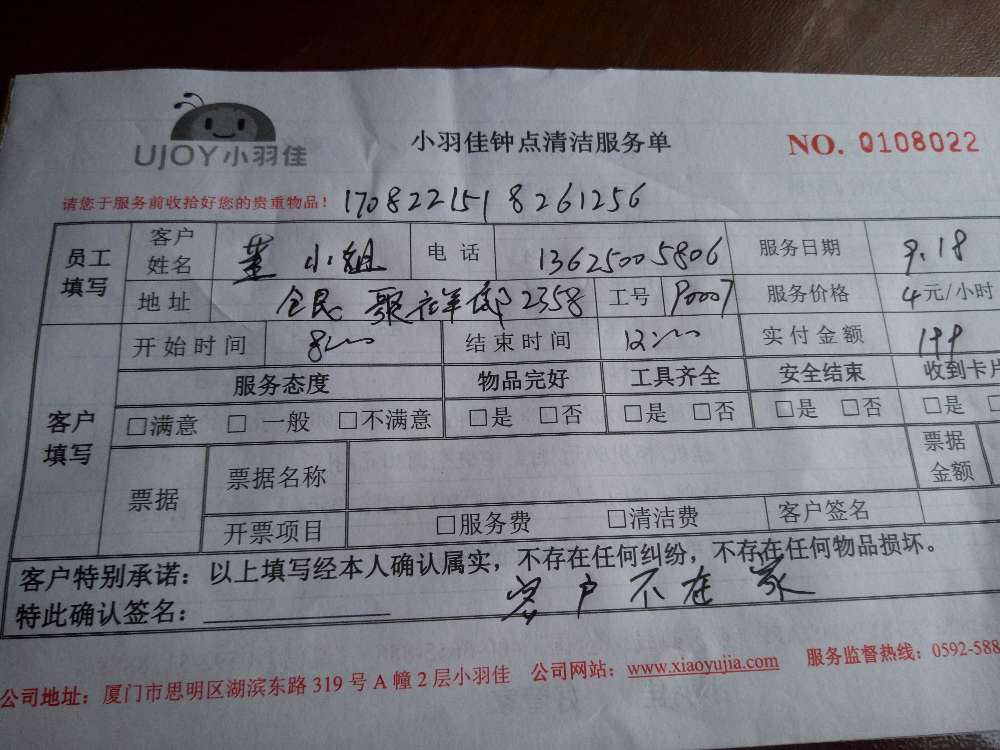 UJOY小羽佳
小羽佳钟点清洁服务单
NO. 0108022
请您于服务前收拾好您的贵重物品！ 1708221518261256
员工填写 客户姓名 董小姐 电话 13625005806 服务日期 9.18
地址 全民 聚祥邸2358 工号 P0007 服务价格 4元/小时
客户填写 开始时间 8:00 结束时间 12:00 实付金额
服务态度 物品完好 工具齐全 安全结束 收到卡片
□满意 □ 一般 □不满意 □是 □否 □是 □否 □是 □否 □是
票据 票据名称 票据金额
开票项目 □服务费 □清洁费 客户签名
客户特别承诺：以上填写经本人确认属实，不存在任何纠纷，不存在任何物品损坏。
特此确认签名： 客户不在家
公司地址：厦门市思明区湖滨东路319号A幢2层小羽佳 公司网站：www.xiaoyujia.com 服务监督热线：0592-588